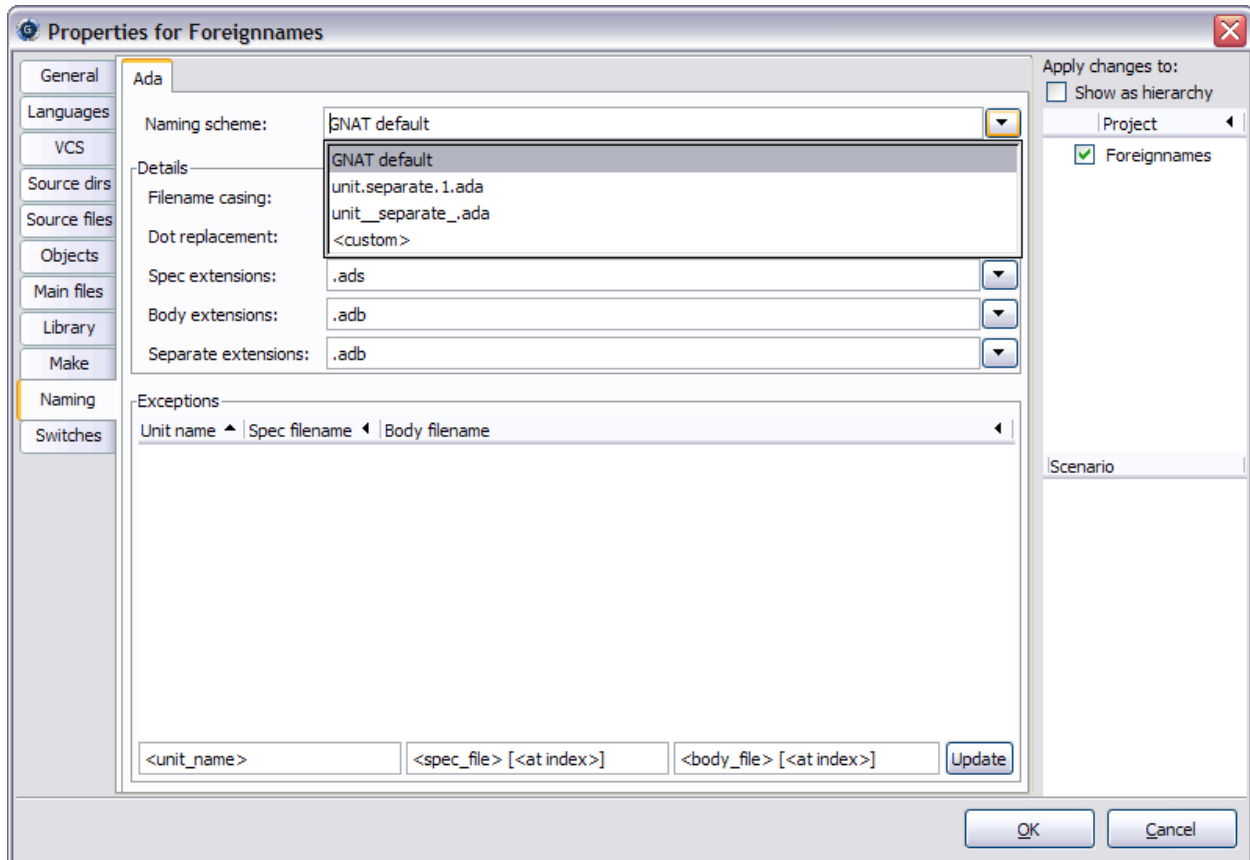 Properties for Foreignnames
General
Languages
VCS
Source dirs
Source files
Objects
Main files
Library
Make
Naming
Switches
Ada
Naming scheme: GNAT default
GNAT default
unit.separate.1.ada
unit__separate_.ada
<custom>
Details
Filename casing:
Dot replacement:
Spec extensions: .ads
Body extensions: .adb
Separate extensions: .adb
Exceptions
Unit name Spec filename Body filename
<unit_name> <spec_file> [<at index>] <body_file> [<at index>] Update
Apply changes to:
Show as hierarchy
Project
Foreignnames
Scenario
OK Cancel